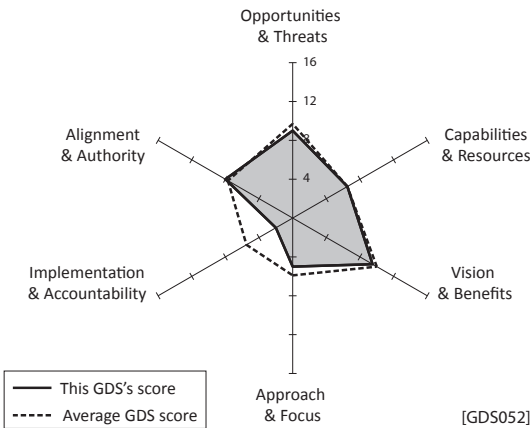 Opportunities
& Threats
16
12
8
4
Alignment
& Authority
Capabilities
& Resources
Implementation
& Accountability
Vision
& Benefits
Approach
& Focus
This GDS's score
Average GDS score
[GDS052]